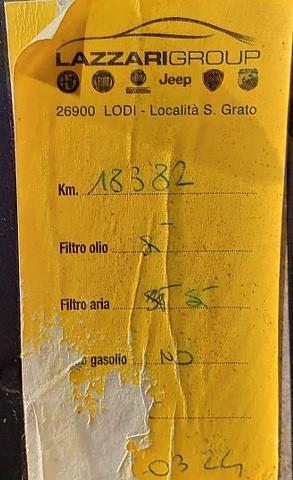 LAZZARIGROUP
Jeep
26900 LODI - Località S. Grato
Km. 18382
Filtro olio
Filtro aria
gasolio NO
03 24